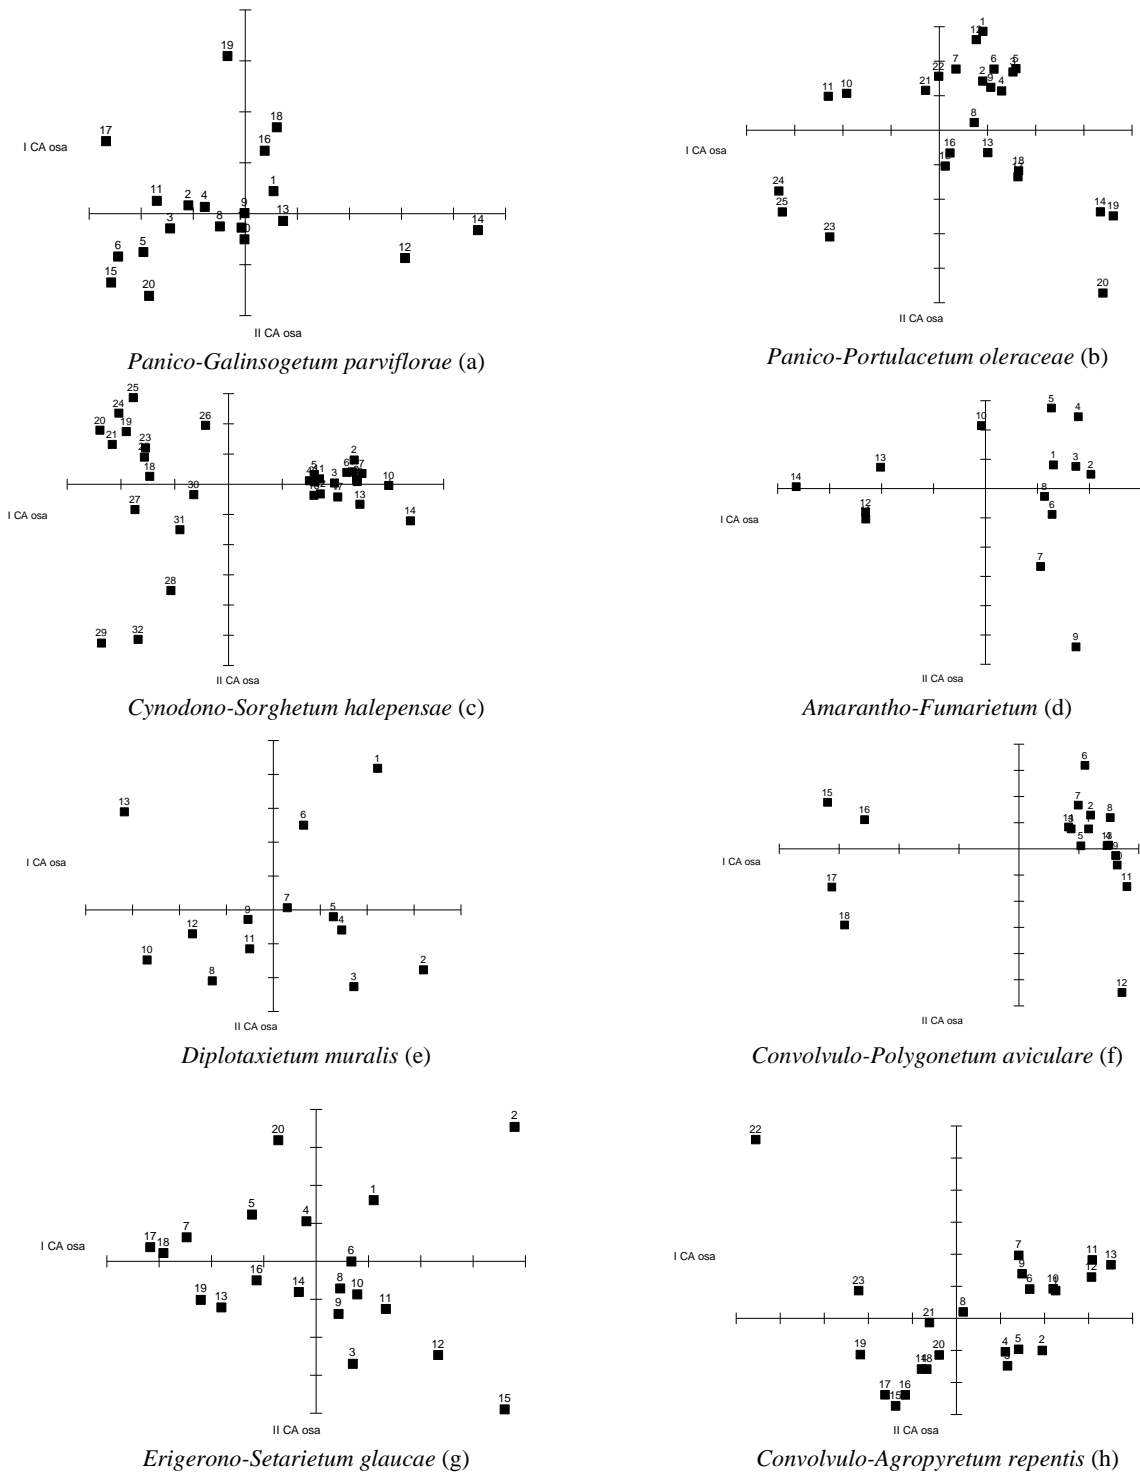 19
18
17
I CA osa
16
1
11 2 4
9
3 8 13 14
6 5 12
15 20
II CA osa
Panico-Galinsogetum parviflorae (a)
1
12
22 7 6 5
2 9 4
11 10 21
8
I CA osa
16 13
18
24 14 19
25
23
20
II CA osa
Panico-Portulacetum oleraceae (b)
25
24
20 19 26
21 23
18
2
5 6 7
11 3 10
30
27 13
I CA osa
31 14
28
29 32
II CA osa
Cynodono-Sorghetum halepensae (c)
5 4
10
13 1 3 2
14
8
12 6
I CA osa
7
9
II CA osa
Amarantho-Fumarietum (d)
1
13 6
I CA osa
7
9 5
12 4
10 11
8 3 2
II CA osa
Diplotaxietum muralis (e)
6
15 7
16 2 8
5
9
I CA osa
17 11
18
12
II CA osa
Convolvulo-Polygonetum aviculare (f)
2
20
1
5 4
7
17 18
I CA osa
6
16 14 8 10
19 13 9 11
3 12
15
II CA osa
Erigerono-Setarietum glaucae (g)
22
I CA osa
7 11 13
9 12
23 6 10
8
21
19 20 4 5 2
18
17 16
15
II CA osa
Convolvulo-Agropyretum repentis (h)